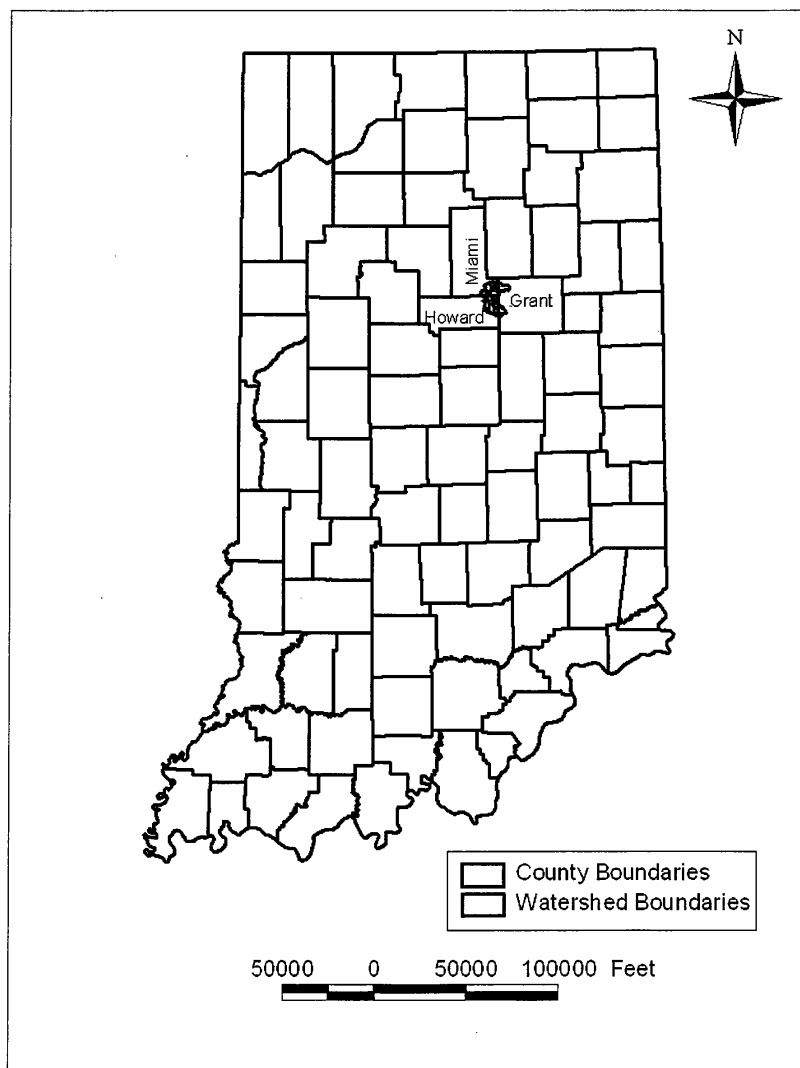 N
Miami
Grant
Howard
County Boundaries
Watershed Boundaries
50000 0 50000 100000 Feet